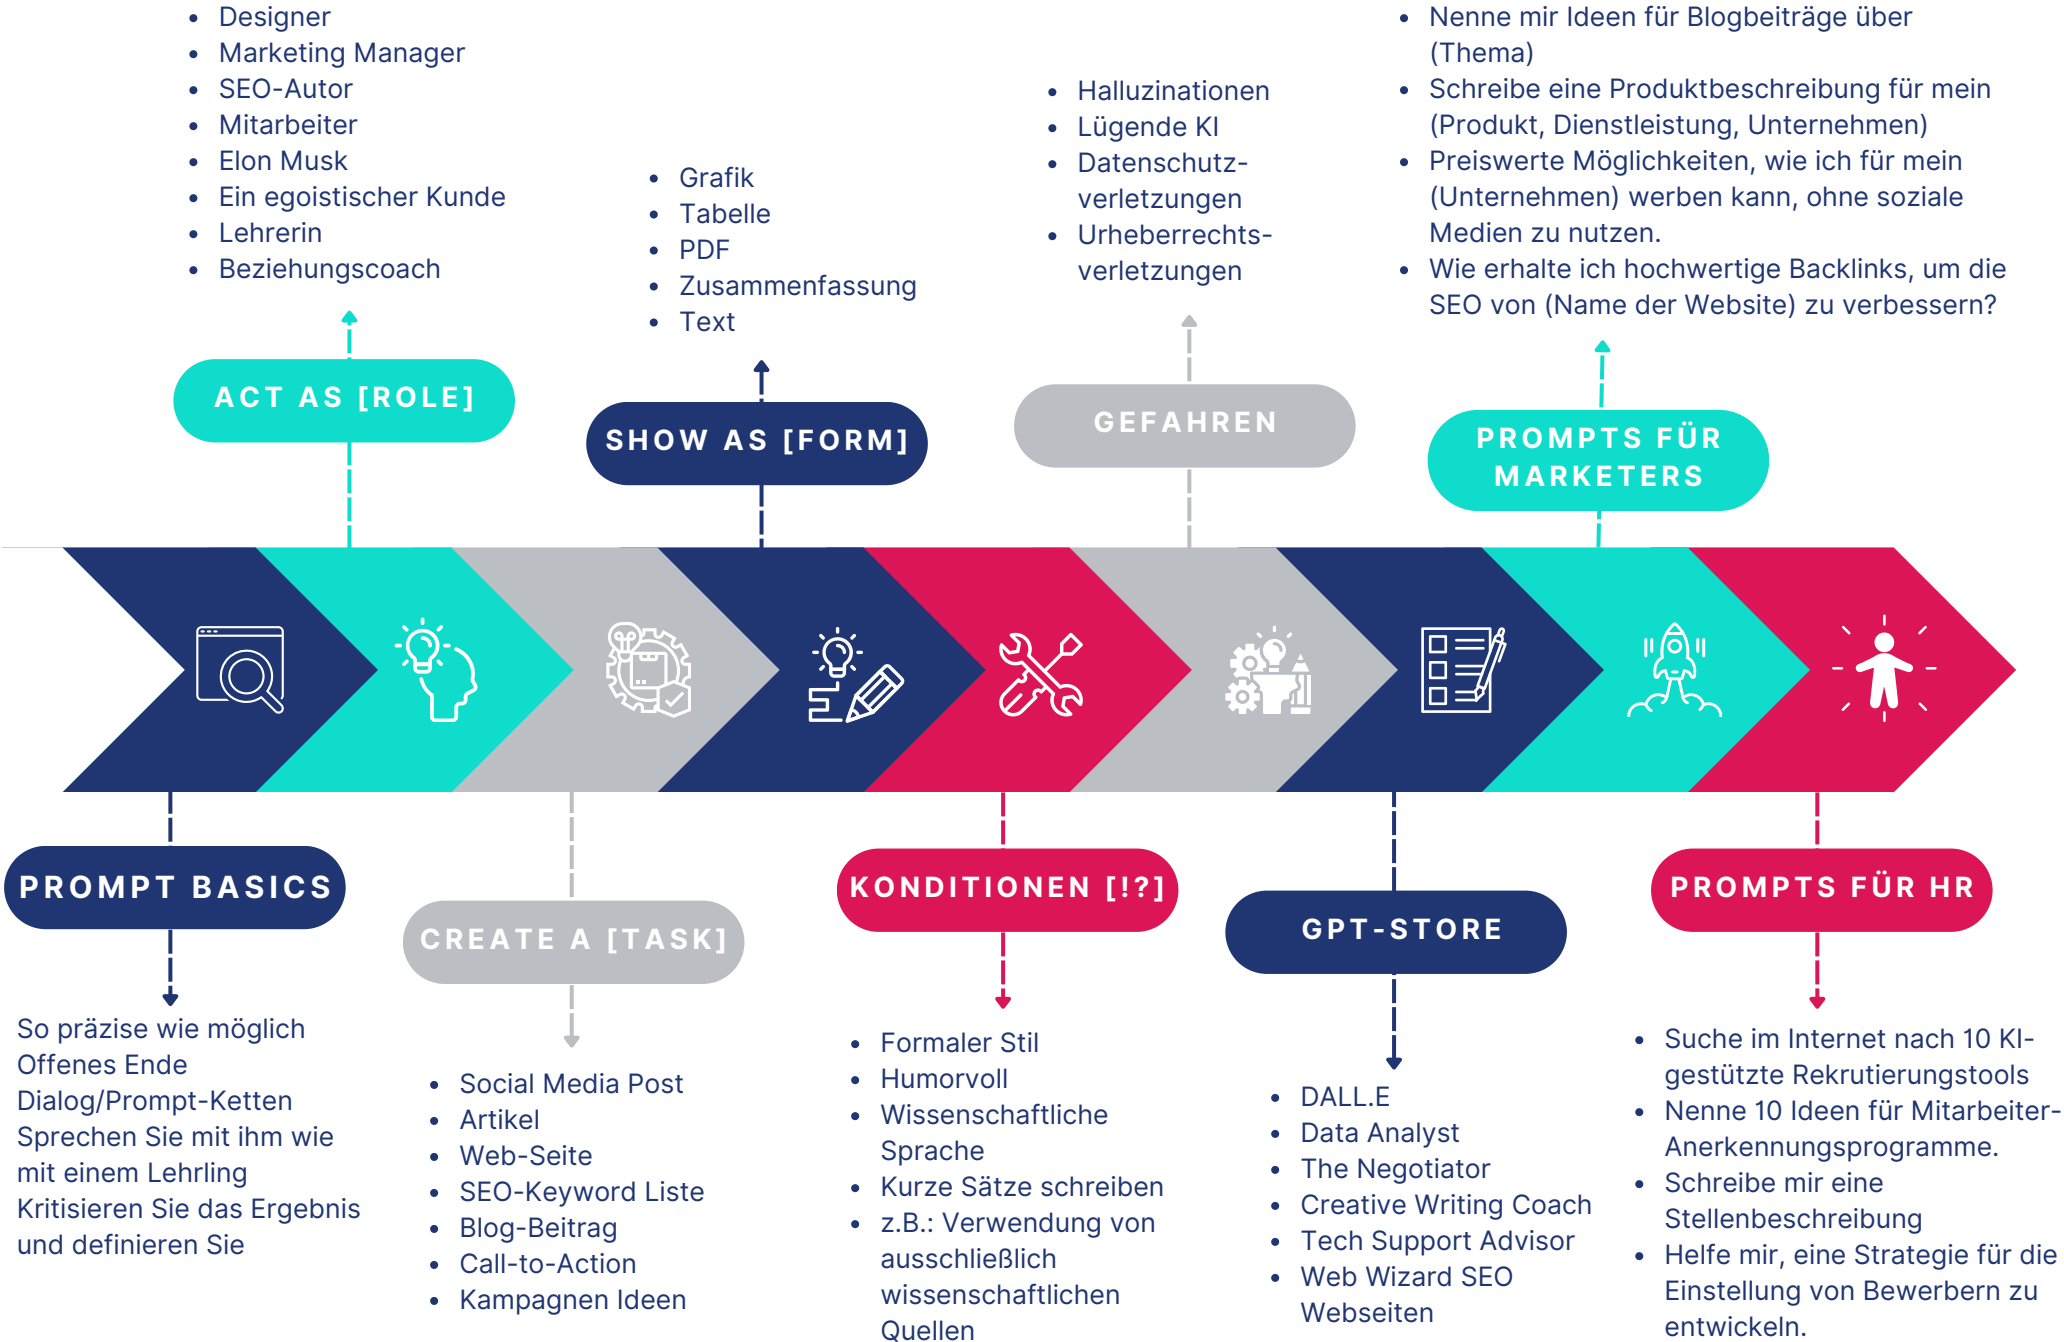 Designer
Marketing Manager
SEO-Autor
Mitarbeiter
Elon Musk
Ein egoistischer Kunde
Lehrerin
Beziehungscoach
ACT AS [ROLE]
Grafik
Tabelle
PDF
Zusammenfassung
Text
SHOW AS [FORM]
Halluzinationen
Lügende KI
Datenschutz-
verletzungen
Urheberrechts-
verletzungen
GEFAHREN
Nenne mir Ideen für Blogbeiträge über
(Thema)
Schreibe eine Produktbeschreibung für mein
(Produkt, Dienstleistung, Unternehmen)
Preiswerte Möglichkeiten, wie ich für mein
(Unternehmen) werben kann, ohne soziale
Medien zu nutzen.
Wie erhalte ich hochwertige Backlinks, um die
SEO von (Name der Website) zu verbessern?
PROMPTS FÜR
MARKETERS
PROMPT BASICS
So präzise wie möglich
Offenes Ende
Dialog/Prompt-Ketten
Sprechen Sie mit ihm wie
mit einem Lehrling
Kritisieren Sie das Ergebnis
und definieren Sie
CREATE A [TASK]
Social Media Post
Artikel
Web-Seite
SEO-Keyword Liste
Blog-Beitrag
Call-to-Action
Kampagnen Ideen
KONDITIONEN [!?]
Formaler Stil
Humorvoll
Wissenschaftliche
Sprache
Kurze Sätze schreiben
z.B.: Verwendung von
ausschließlich
wissenschaftlichen
Quellen
GPT-STORE
DALL.E
Data Analyst
The Negotiator
Creative Writing Coach
Tech Support Advisor
Web Wizard SEO
Webseiten
PROMPTS FÜR HR
Suche im Internet nach 10 KI-
gestützte Rekrutierungstools
Nenne 10 Ideen für Mitarbeiter-
Anerkennungsprogramme.
Schreibe mir eine
Stellenbeschreibung
Helfe mir, eine Strategie für die
Einstellung von Bewerbern zu
entwickeln.